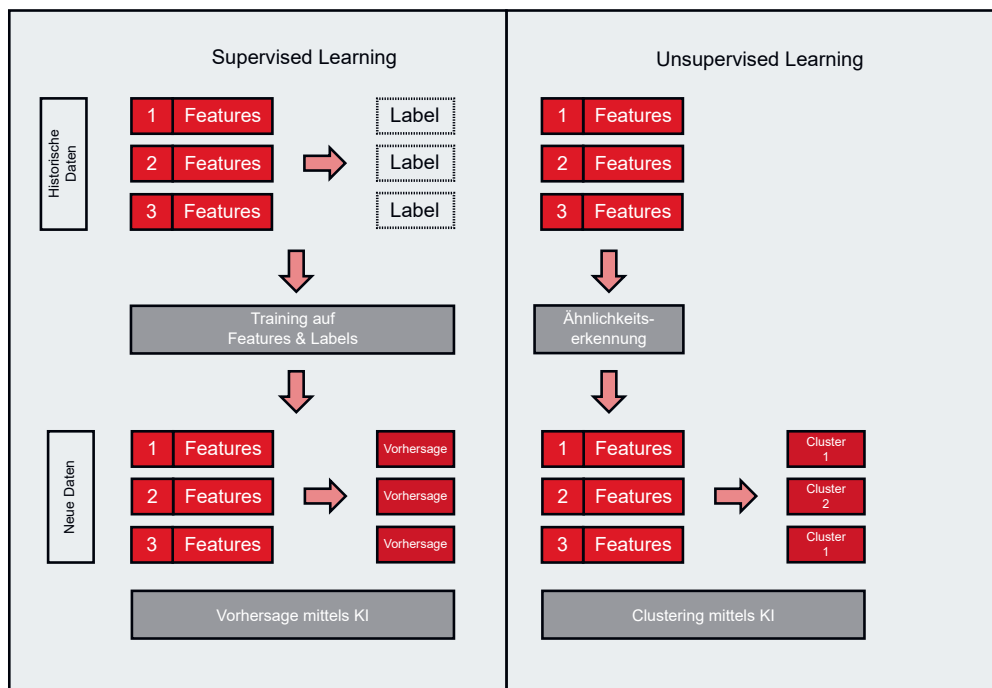 Supervised Learning
Historische
Daten
1 Features
Label
2 Features
Label
3 Features
Label
Training auf
Features & Labels
Neue Daten
1 Features
Vorhersage
2 Features
Vorhersage
3 Features
Vorhersage
Vorhersage mittels KI
Unsupervised Learning
1 Features
2 Features
3 Features
Ähnlichkeits-
erkennung
1 Features
Cluster
1
2 Features
Cluster
2
3 Features
Cluster
1
Clustering mittels KI